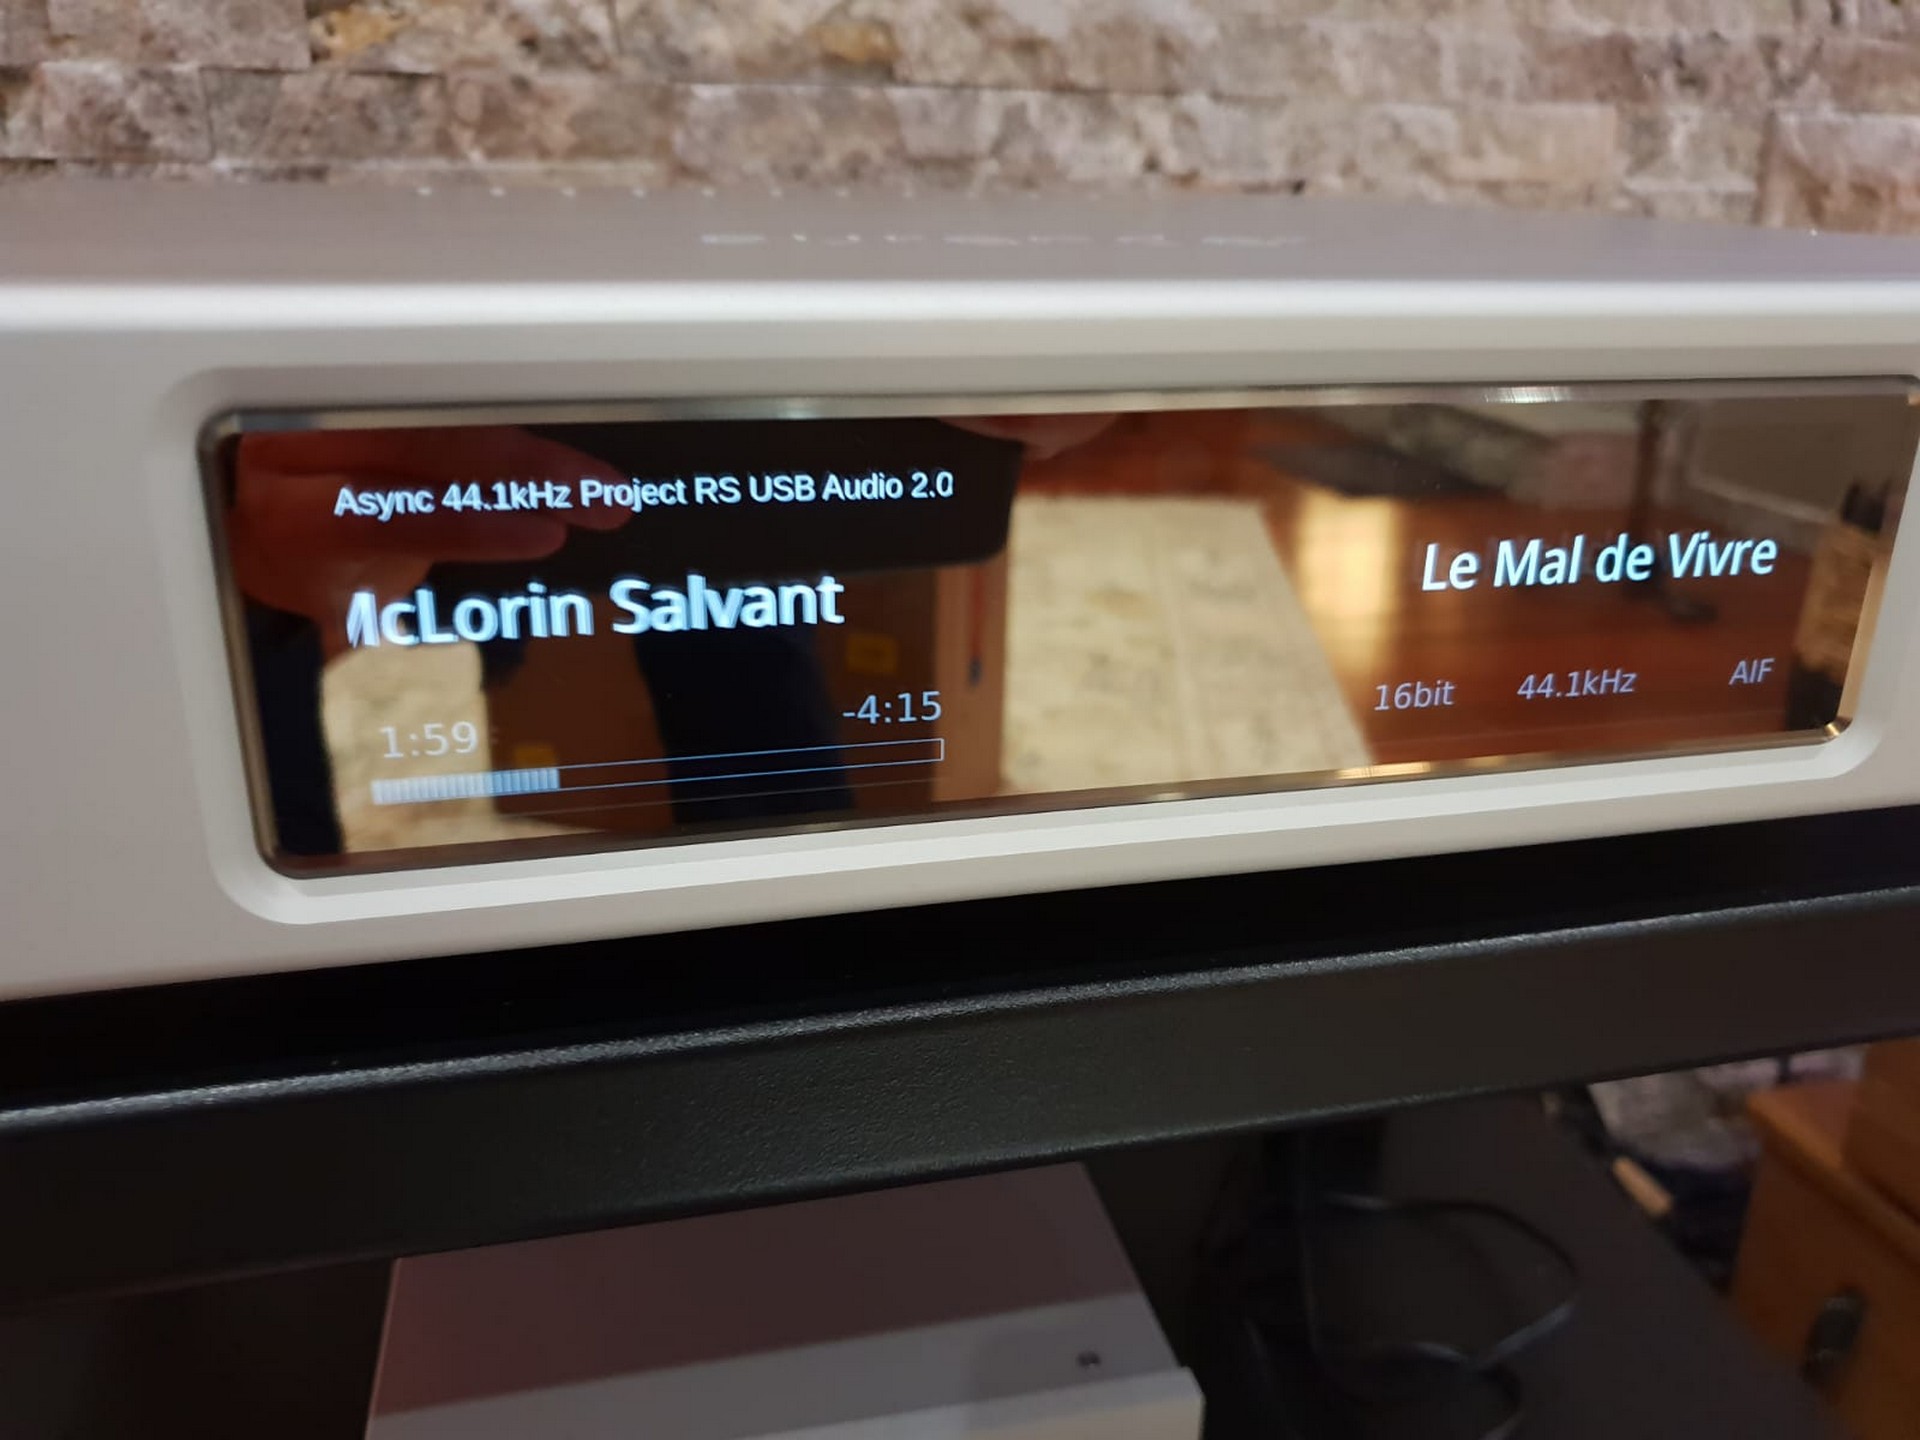 Async 44.1kHz Project RS USB Audio 2.0
McLorin Salvant
Le Mal de Vivre
1:59
-4:15
16bit 44.1kHz AIF